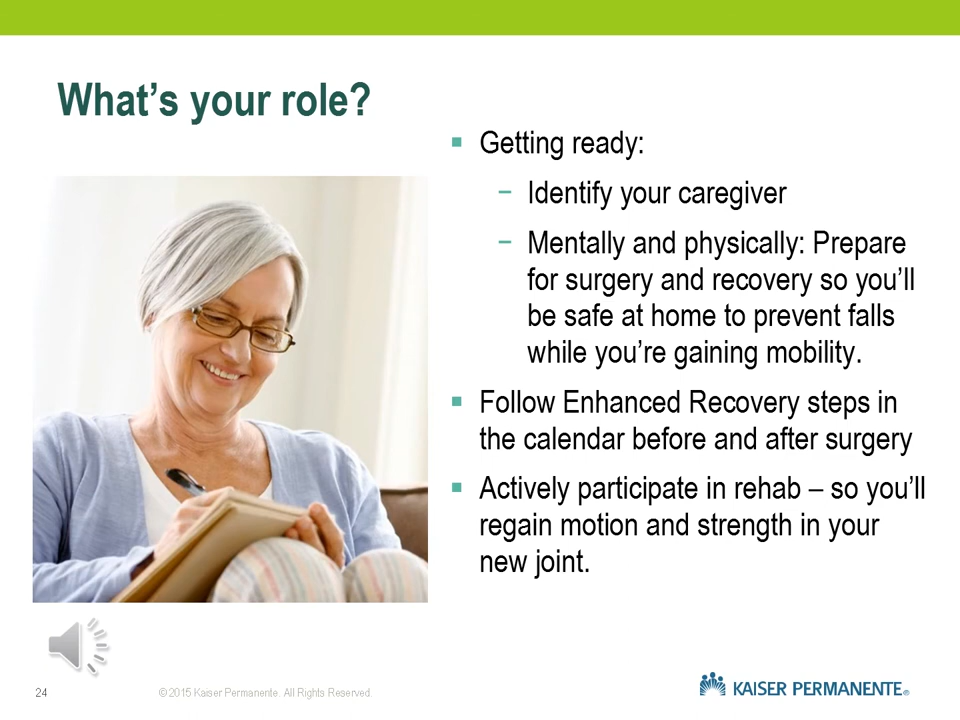 What’s your role?
▪ Getting ready:
− Identify your caregiver
− Mentally and physically: Prepare
for surgery and recovery so you’ll
be safe at home to prevent falls
while you’re gaining mobility.
▪ Follow Enhanced Recovery steps in
the calendar before and after surgery
▪ Actively participate in rehab – so you’ll
regain motion and strength in your
new joint.
24
© 2015 Kaiser Permanente. All Rights Reserved.
KAISER PERMANENTE®